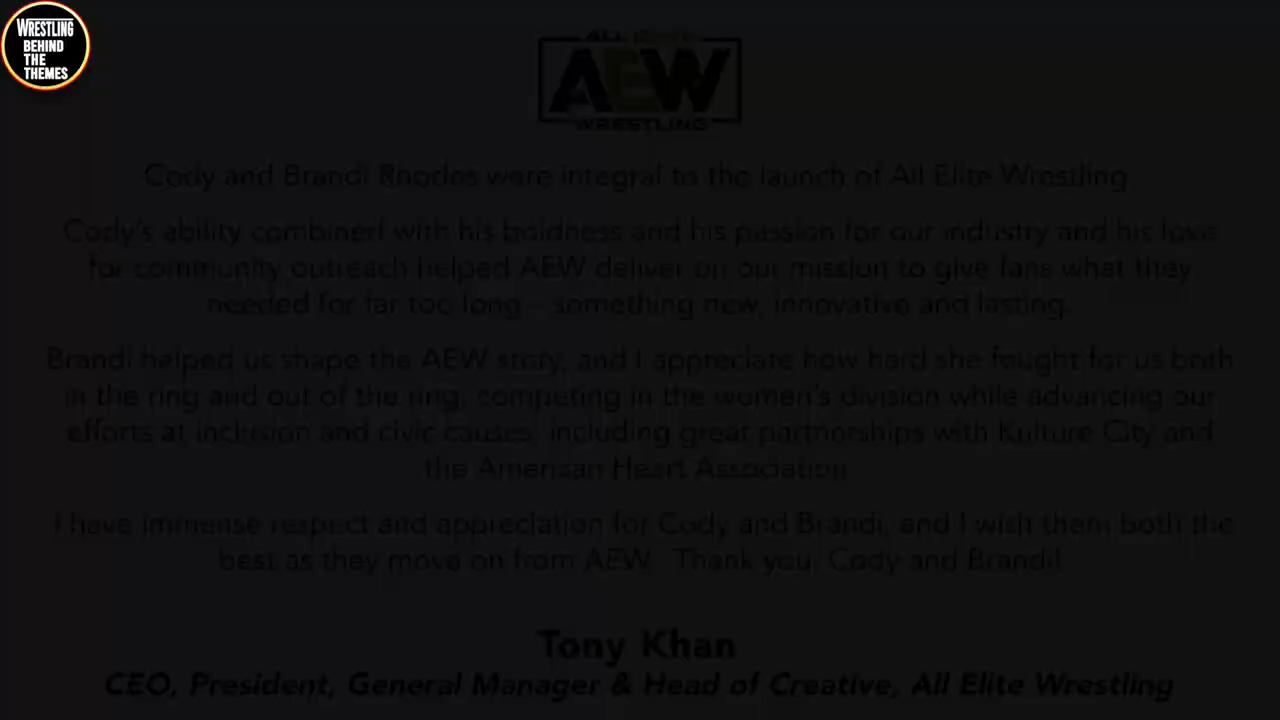 WRESTLING
BEHIND
THE
THEMES
ALL ELITE
AEW
WRESTLING
Cody and Brandi Rhodes were integral to the launch of All Elite Wrestling.
Cody's ability combined with his boldness and his passion for our industry and his love
for community outreach helped AEW deliver on our mission to give fans what they
needed for far too long – something new, innovative and lasting.
Brandi helped us shape the AEW story, and I appreciate how hard she fought for us both
in the ring and out of the ring, competing in the women's division while advancing our
efforts at inclusion and civic causes, including great partnerships with Kulture City and
the American Heart Association.
I have immense respect and appreciation for Cody and Brandi, and I wish them both the
best as they move on from AEW. Thank you, Cody and Brandi!
Tony Khan
CEO, President, General Manager & Head of Creative, All Elite Wrestling